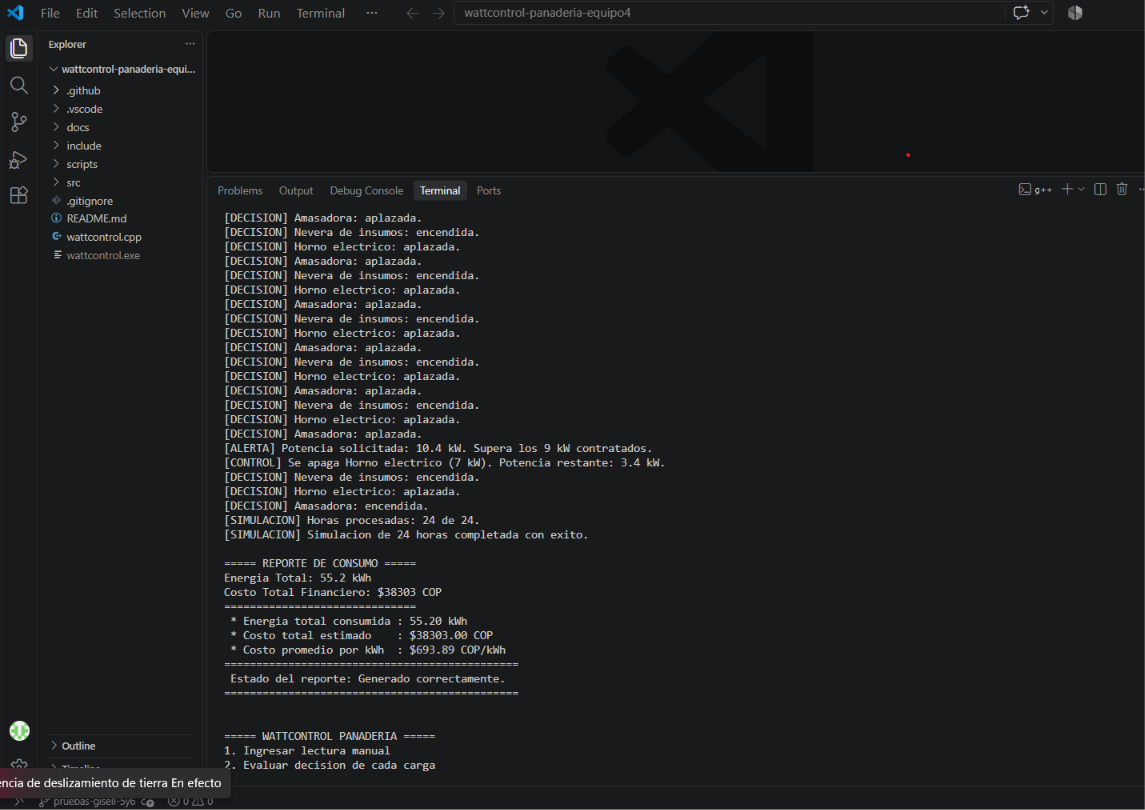 File Edit Selection View Go Run Terminal ··· wattcontrol-panaderia-equipo4
Explorer ···
wattcontrol-panaderia-equi...
.github
.vscode
docs
include
scripts
src
.gitignore
README.md
wattcontrol.cpp
wattcontrol.exe
Problems Output Debug Console Terminal Ports g++
[DECISION] Amasadora: aplazada.
[DECISION] Nevera de insumos: encendida.
[DECISION] Horno electrico: aplazada.
[DECISION] Amasadora: aplazada.
[DECISION] Nevera de insumos: encendida.
[DECISION] Horno electrico: aplazada.
[DECISION] Amasadora: aplazada.
[DECISION] Nevera de insumos: encendida.
[DECISION] Horno electrico: aplazada.
[DECISION] Amasadora: aplazada.
[DECISION] Nevera de insumos: encendida.
[DECISION] Horno electrico: aplazada.
[DECISION] Amasadora: aplazada.
[DECISION] Nevera de insumos: encendida.
[DECISION] Horno electrico: aplazada.
[DECISION] Amasadora: aplazada.
[ALERTA] Potencia solicitada: 10.4 kW. Supera los 9 kW contratados.
[CONTROL] Se apaga Horno electrico (7 kW). Potencia restante: 3.4 kW.
[DECISION] Nevera de insumos: encendida.
[DECISION] Horno electrico: aplazada.
[DECISION] Amasadora: encendida.
[SIMULACION] Horas procesadas: 24 de 24.
[SIMULACION] Simulacion de 24 horas completada con exito.
===== REPORTE DE CONSUMO =====
Energia Total: 55.2 kWh
Costo Total Financiero: $38303 COP
==============================
* Energia total consumida : 55.20 kWh
* Costo total estimado : $38303.00 COP
* Costo promedio por kWh : $693.89 COP/kWh
==============================================
Estado del reporte: Generado correctamente.
==============================================
===== WATTCONTROL PANADERIA =====
1. Ingresar lectura manual
2. Evaluar decision de cada carga
Outline
Timeline
encia de deslizamiento de tierra En efecto
pruebas-gisell-5y6 0 0